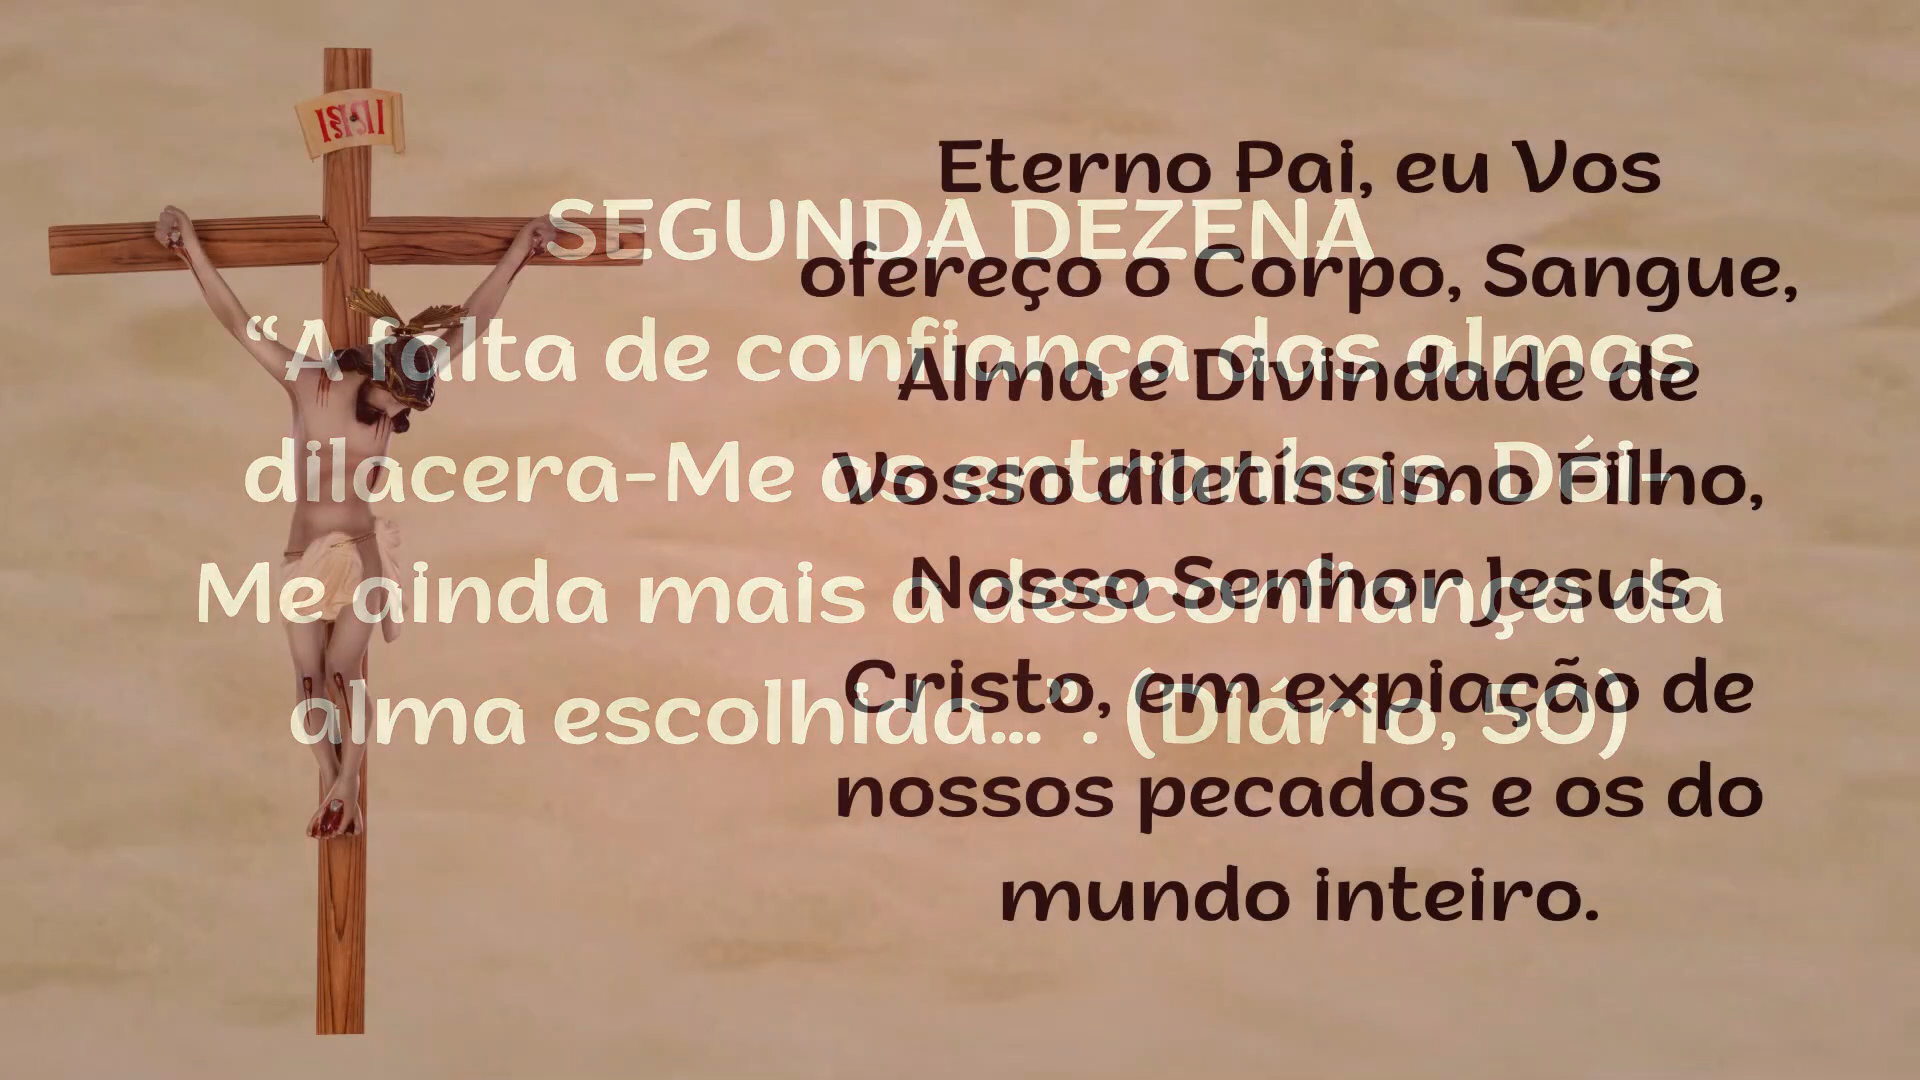 SEGUNDA DEZENA
“A falta de confiança das almas
dilacera-Me as entranhas. Dói-
Me ainda mais a desconfiança da
alma escolhida...”. (Diário, 50)
Eterno Pai, eu Vos
ofereço o Corpo, Sangue,
Alma e Divindade de
Vosso diletíssimo Filho,
Nosso Senhor Jesus
Cristo, em expiação de
nossos pecados e os do
mundo inteiro.